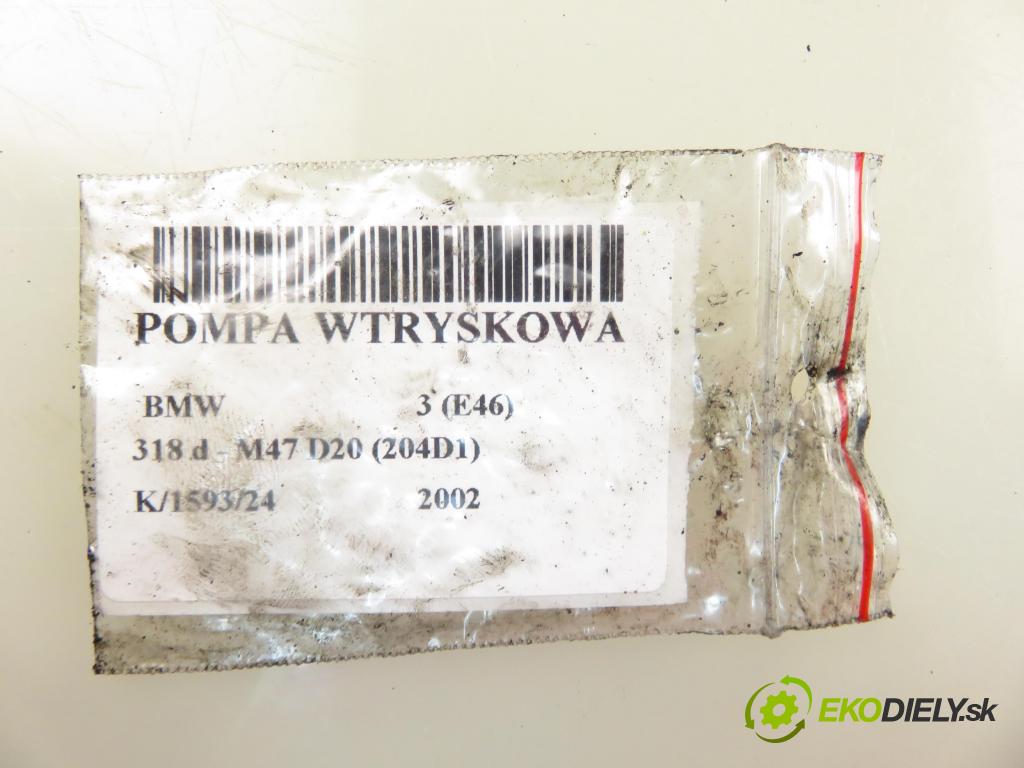 POMPA WTRYSKOWA
BMW 3 (E46)
318 d - M47 D20 (204D1)
K/1593/24 2002
EKODIELY.sk